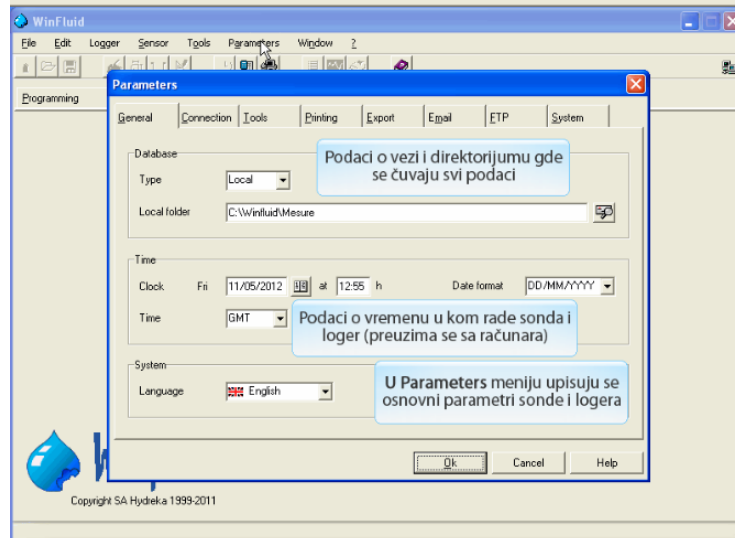 WinFluid
File Edit Logger Sensor Tools Parameters Window ?
Programming
Parameters
General Connection Tools Printing Export Email FTP System
Database
Type Local
Podaci o vezi i direktorijumu gde
se čuvaju svi podaci
Local folder C:\Winfluid\Mesure
Time
Clock Fri 11/05/2012 at 12:55 h Date format DD/MM/YYYY
Time GMT
Podaci o vremenu u kom rade sonda i
loger (preuzima se sa računara)
System
Language English
U Parameters meniju upisuju se
osnovni parametri sonde i logera
Ok Cancel Help
Copyright SA Hydreka 1999-2011